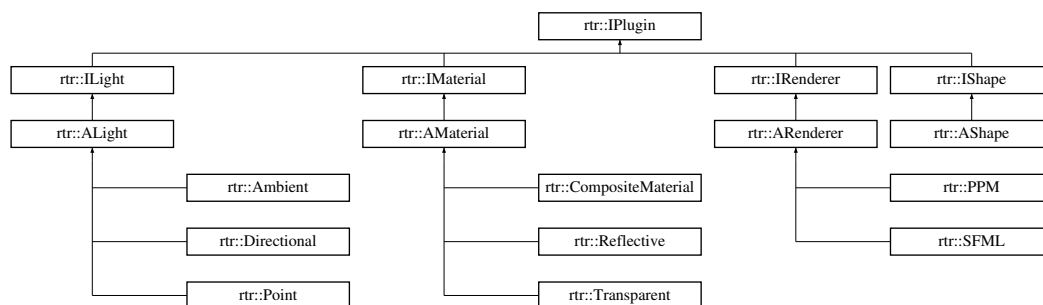 rtr::IPlugin
rtr::ILight rtr::IMaterial rtr::IRenderer rtr::IShape
rtr::ALight rtr::AMaterial rtr::ARenderer rtr::AShape
rtr::Ambient rtr::CompositeMaterial rtr::PPM
rtr::Directional rtr::Reflective rtr::SFML
rtr::Point rtr::Transparent